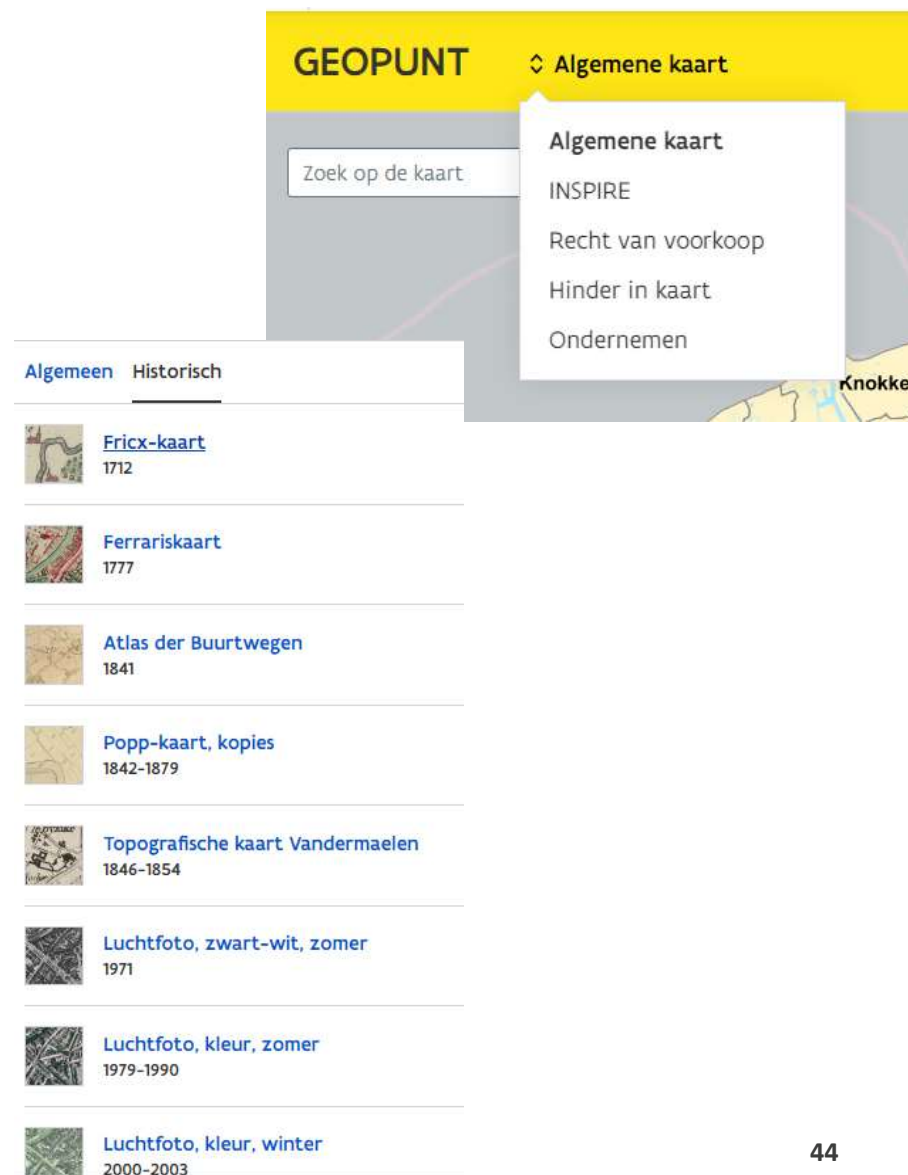 GEOPUNT
Algemene kaart
Zoek op de kaart
Algemene kaart
INSPIRE
Recht van voorkoop
Hinder in kaart
Ondernemen
Knokke
Algemeen Historisch
Fricx-kaart
1712
Ferrariskaart
1777
Atlas der Buurtwegen
1841
Popp-kaart, kopies
1842-1879
Topografische kaart Vandermaelen
1846-1854
Luchtfoto, zwart-wit, zomer
1971
Luchtfoto, kleur, zomer
1979-1990
Luchtfoto, kleur, winter
2000-2003
44